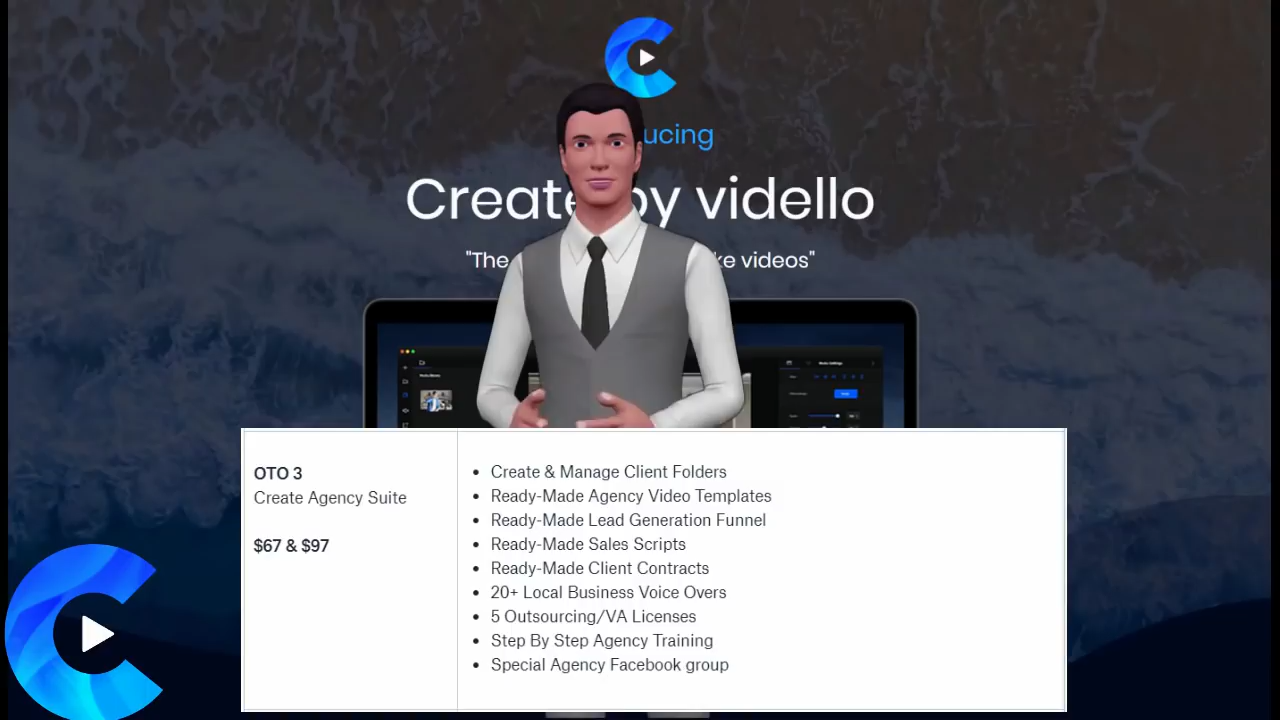 ucing
Create by vidello
"The ke videos"
OTO 3
Create Agency Suite
$67 & $97
• Create & Manage Client Folders
• Ready-Made Agency Video Templates
• Ready-Made Lead Generation Funnel
• Ready-Made Sales Scripts
• Ready-Made Client Contracts
• 20+ Local Business Voice Overs
• 5 Outsourcing/VA Licenses
• Step By Step Agency Training
• Special Agency Facebook group